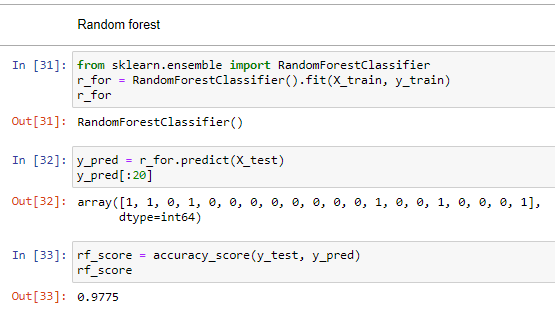 Random forest
In [31]: from sklearn.ensemble import RandomForestClassifier
r_for = RandomForestClassifier().fit(X_train, y_train)
r_for
Out[31]: RandomForestClassifier()
In [32]: y_pred = r_for.predict(X_test)
y_pred[:20]
Out[32]: array([1, 1, 0, 1, 0, 0, 0, 0, 0, 0, 0, 0, 1, 0, 0, 1, 0, 0, 0, 1],
dtype=int64)
In [33]: rf_score = accuracy_score(y_test, y_pred)
rf_score
Out[33]: 0.9775